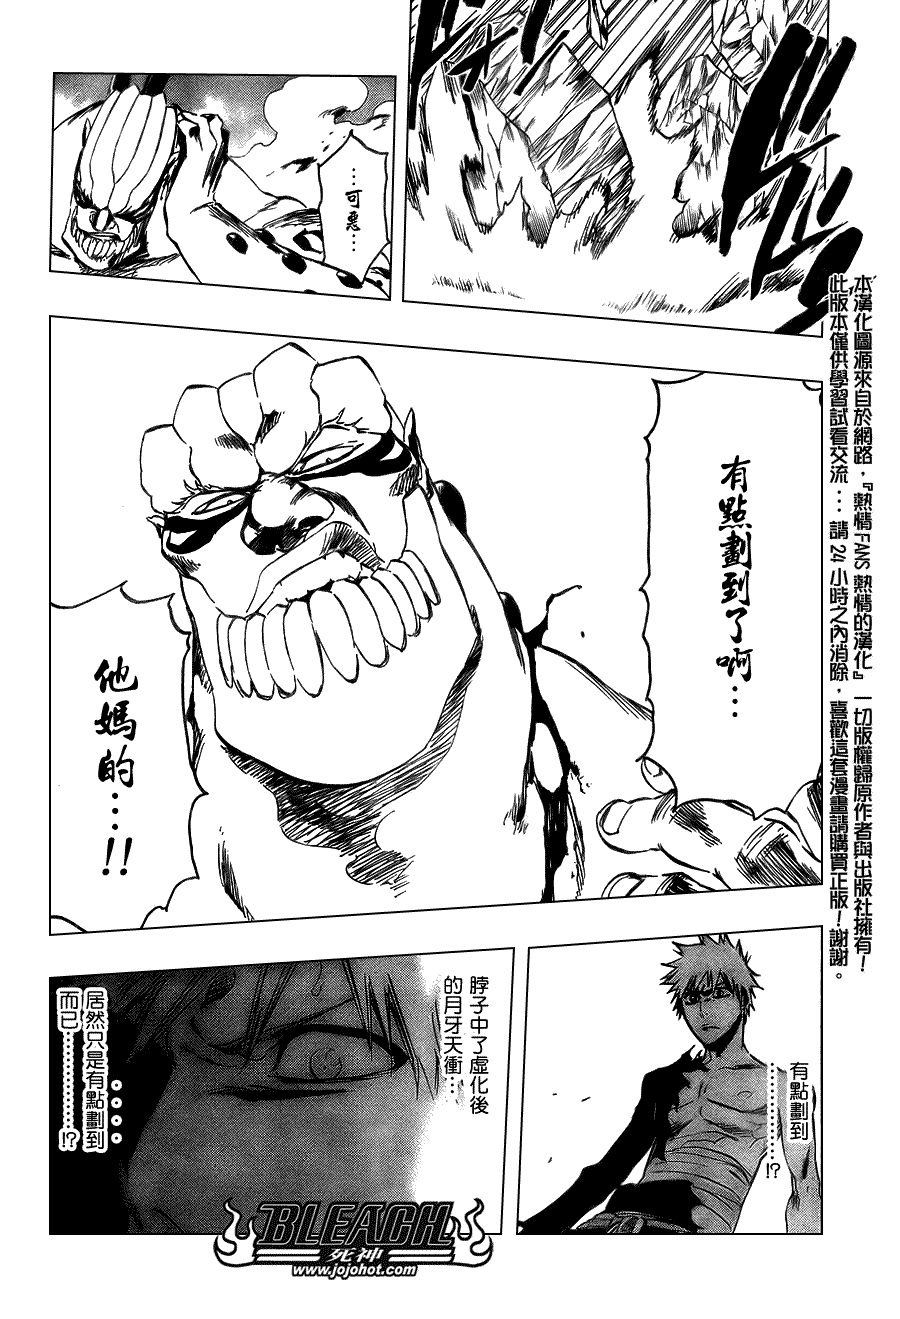 …可惡…
有點劃到了啊…
他媽的…!!
有點劃到
…………!?
脖子中了虛化後
的月牙天衝…
居然只是有點劃到
而已…………!?
本漢化圖源來自於網路，『熱情FANS 熱情的漢化』一切版權歸原作者與出版社擁有！
此版本僅供學習試看交流… 請 24 小時之內消除，喜歡這套漫畫請購買正版！謝謝。
BLEACH
死神
www.jojohot.com